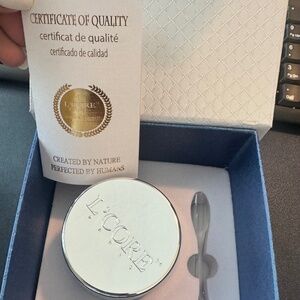 CERTIFICATE OF QUALITY
certificat de qualité
certificado de calidad
L'CORE
CREATED BY NATURE
PERFECTED BY HUMANS
L'CORE